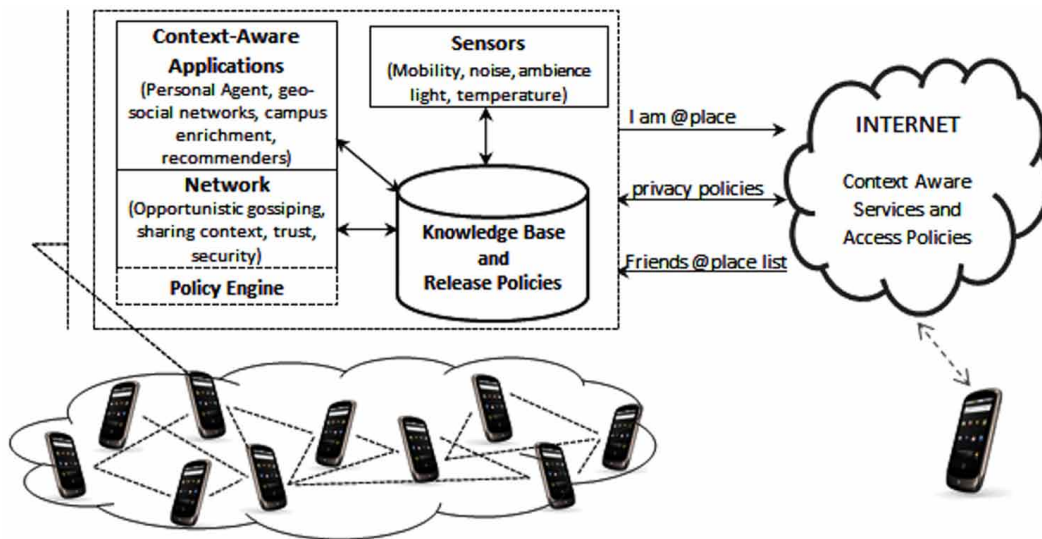 Context-Aware
Applications
(Personal Agent, geo-
social networks, campus
enrichment,
recommenders)
Network
(Opportunistic gossiping,
sharing context, trust,
security)
Policy Engine
Sensors
(Mobility, noise, ambience
light, temperature)
Knowledge Base
and
Release Policies
I am @place
privacy policies
Friends @place list
INTERNET
Context Aware
Services and
Access Policies